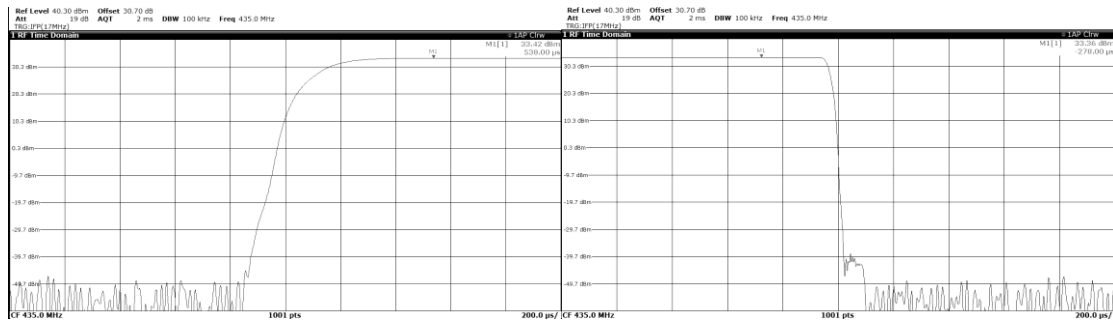 Ref Level 40.30 dBm Offset 30.70 dB
Att 19 dB AQT 2 ms DBW 100 kHz Freq 435.0 MHz
TRG:IFP(17MHz)
1 RF Time Domain 1AP Clrw
M1[1] 33.42 dBm
538.00 µs
M1
30.3 dBm
20.3 dBm
10.3 dBm
0.3 dBm
-9.7 dBm
-19.7 dBm
-29.7 dBm
-39.7 dBm
-49.7 dBm
CF 435.0 MHz 1001 pts 200.0 µs/
Ref Level 40.30 dBm Offset 30.70 dB
Att 19 dB AQT 2 ms DBW 100 kHz Freq 435.0 MHz
TRG:IFP(17MHz)
1 RF Time Domain 1AP Clrw
M1[1] 33.36 dBm
-278.00 µs
M1
30.3 dBm
20.3 dBm
10.3 dBm
0.3 dBm
-9.7 dBm
-19.7 dBm
-29.7 dBm
-39.7 dBm
-49.7 dBm
CF 435.0 MHz 1001 pts 200.0 µs/